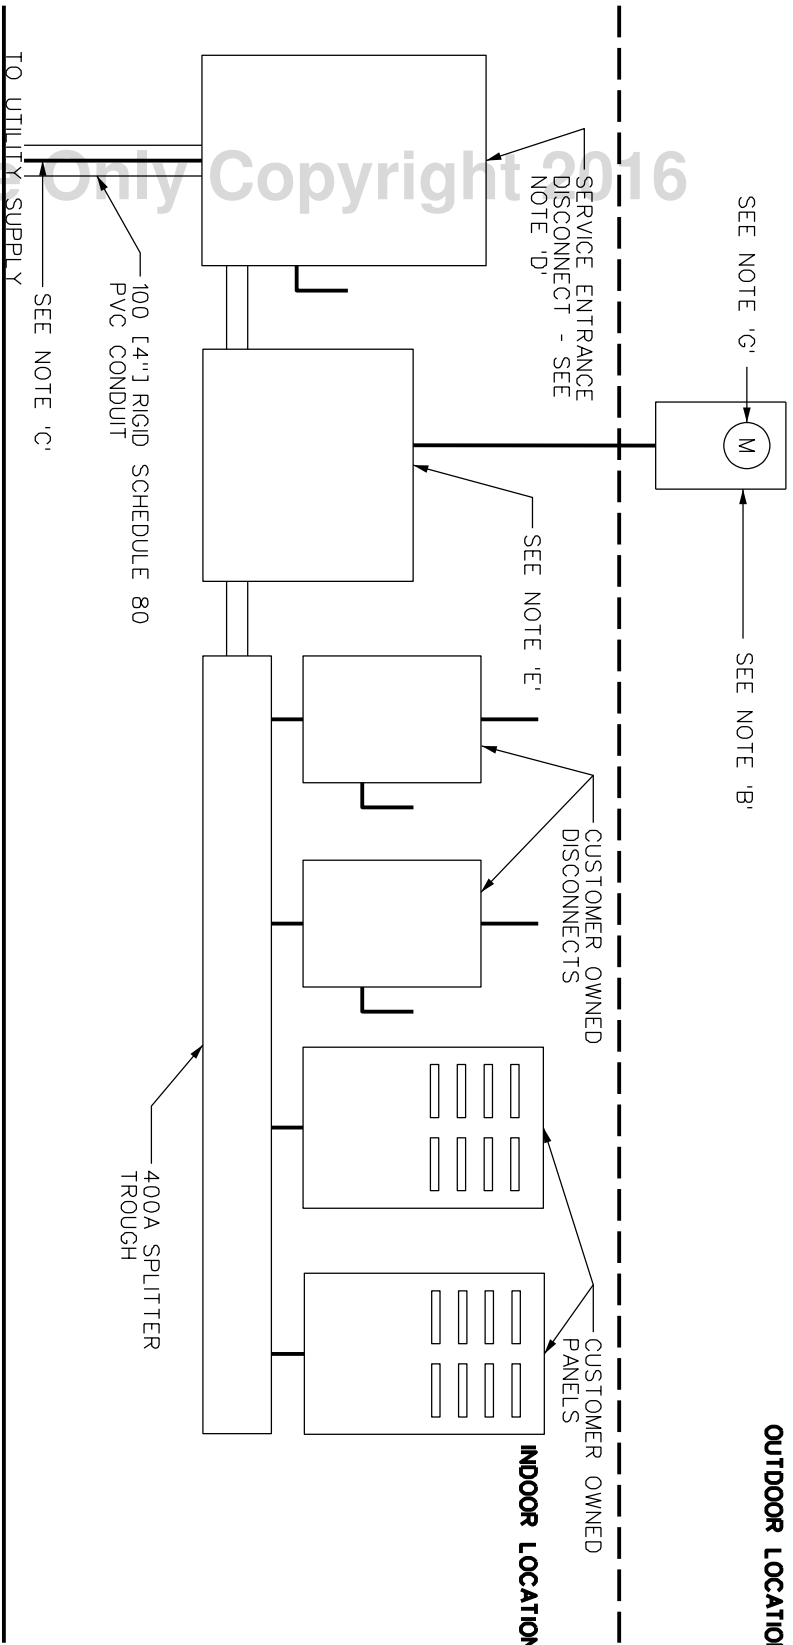 OUTDOOR LOCATION
SEE NOTE 'G'
M
SEE NOTE 'B'
SERVICE ENTRANCE
DISCONNECT - SEE
NOTE 'D'
SEE NOTE 'E'
CUSTOMER OWNED
DISCONNECTS
CUSTOMER OWNED
PANELS
INDOOR LOCATION
100 [4"] RIGID SCHEDULE 80
PVC CONDUIT
400A SPLITTER
TROUGH
SEE NOTE 'C'
TO UTILITY SUPPLY
Only Copyright 2016